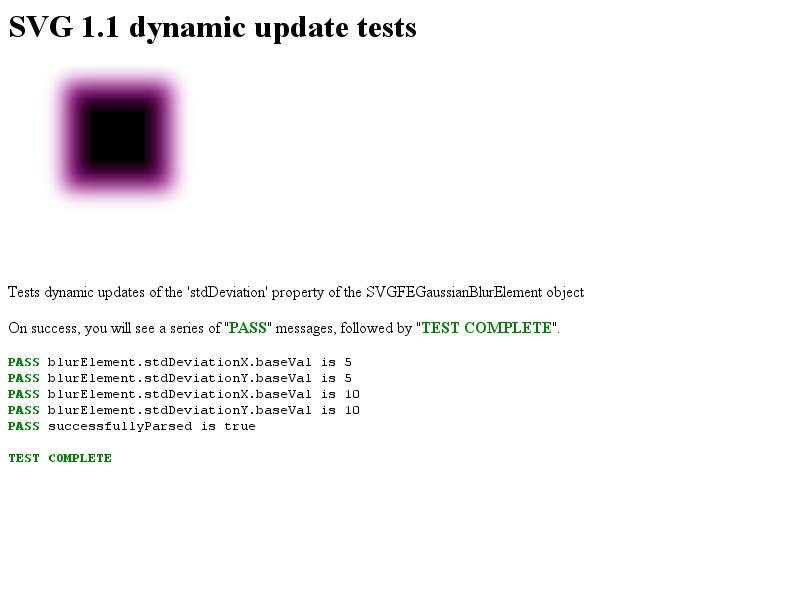 SVG 1.1 dynamic update tests
Tests dynamic updates of the 'stdDeviation' property of the SVGFEGaussianBlurElement object
On success, you will see a series of "PASS" messages, followed by "TEST COMPLETE".
PASS blurElement.stdDeviationX.baseVal is 5
PASS blurElement.stdDeviationY.baseVal is 5
PASS blurElement.stdDeviationX.baseVal is 10
PASS blurElement.stdDeviationY.baseVal is 10
PASS successfullyParsed is true
TEST COMPLETE